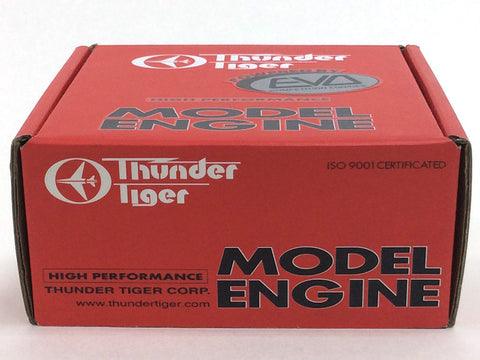 Thunder
Tiger
EVO
HIGH PERFORMANCE
MODEL
ENGINE
Thunder
Tiger
ISO 9001 CERTIFICATED
HIGH PERFORMANCE
THUNDER TIGER CORP.
www.thundertiger.com
MODEL
ENGINE